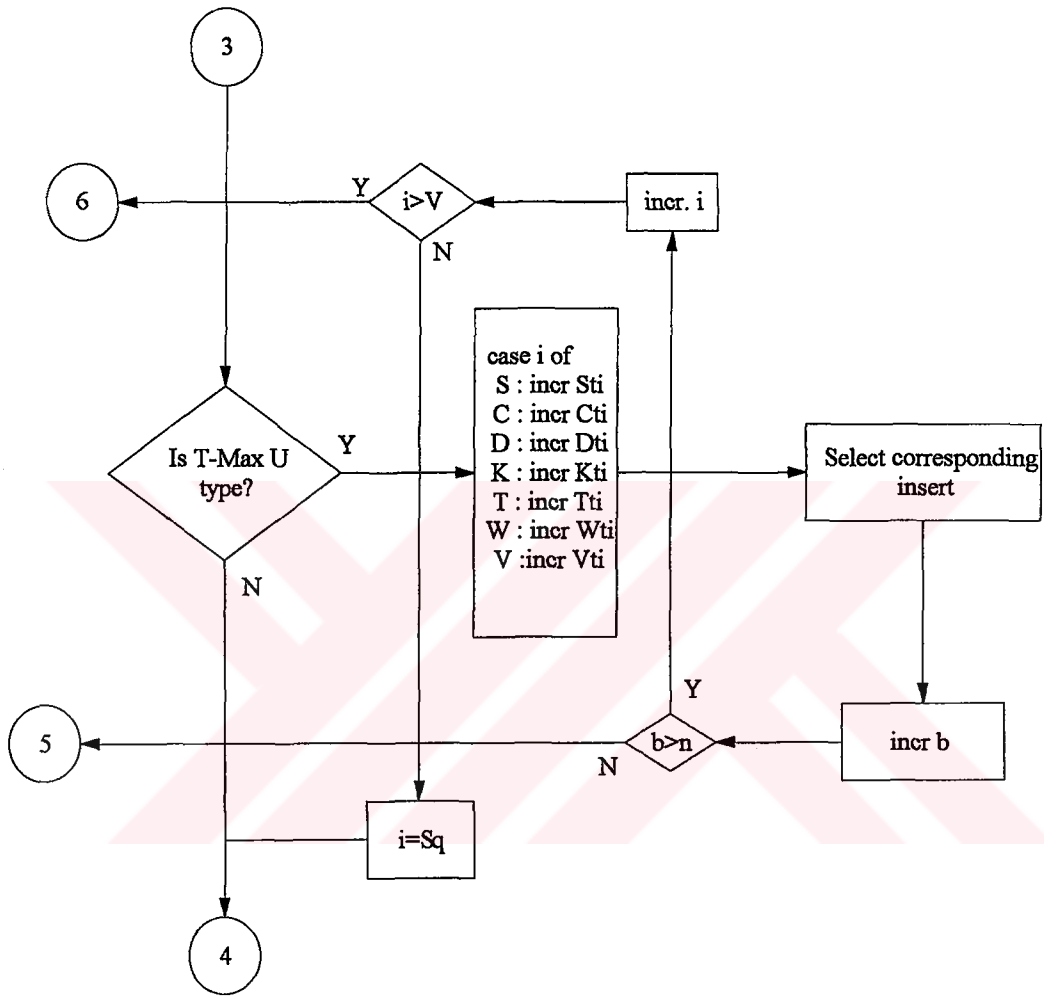 3
6
Y
i>V
incr. i
N
case i of
S : incr Sti
C : incr Cti
D : incr Dti
K : incr Kti
T : incr Tti
W : incr Wti
V :incr Vti
Is T-Max U
type?
Y
Select corresponding
insert
N
Y
5
N
b>n
incr b
i=Sq
4